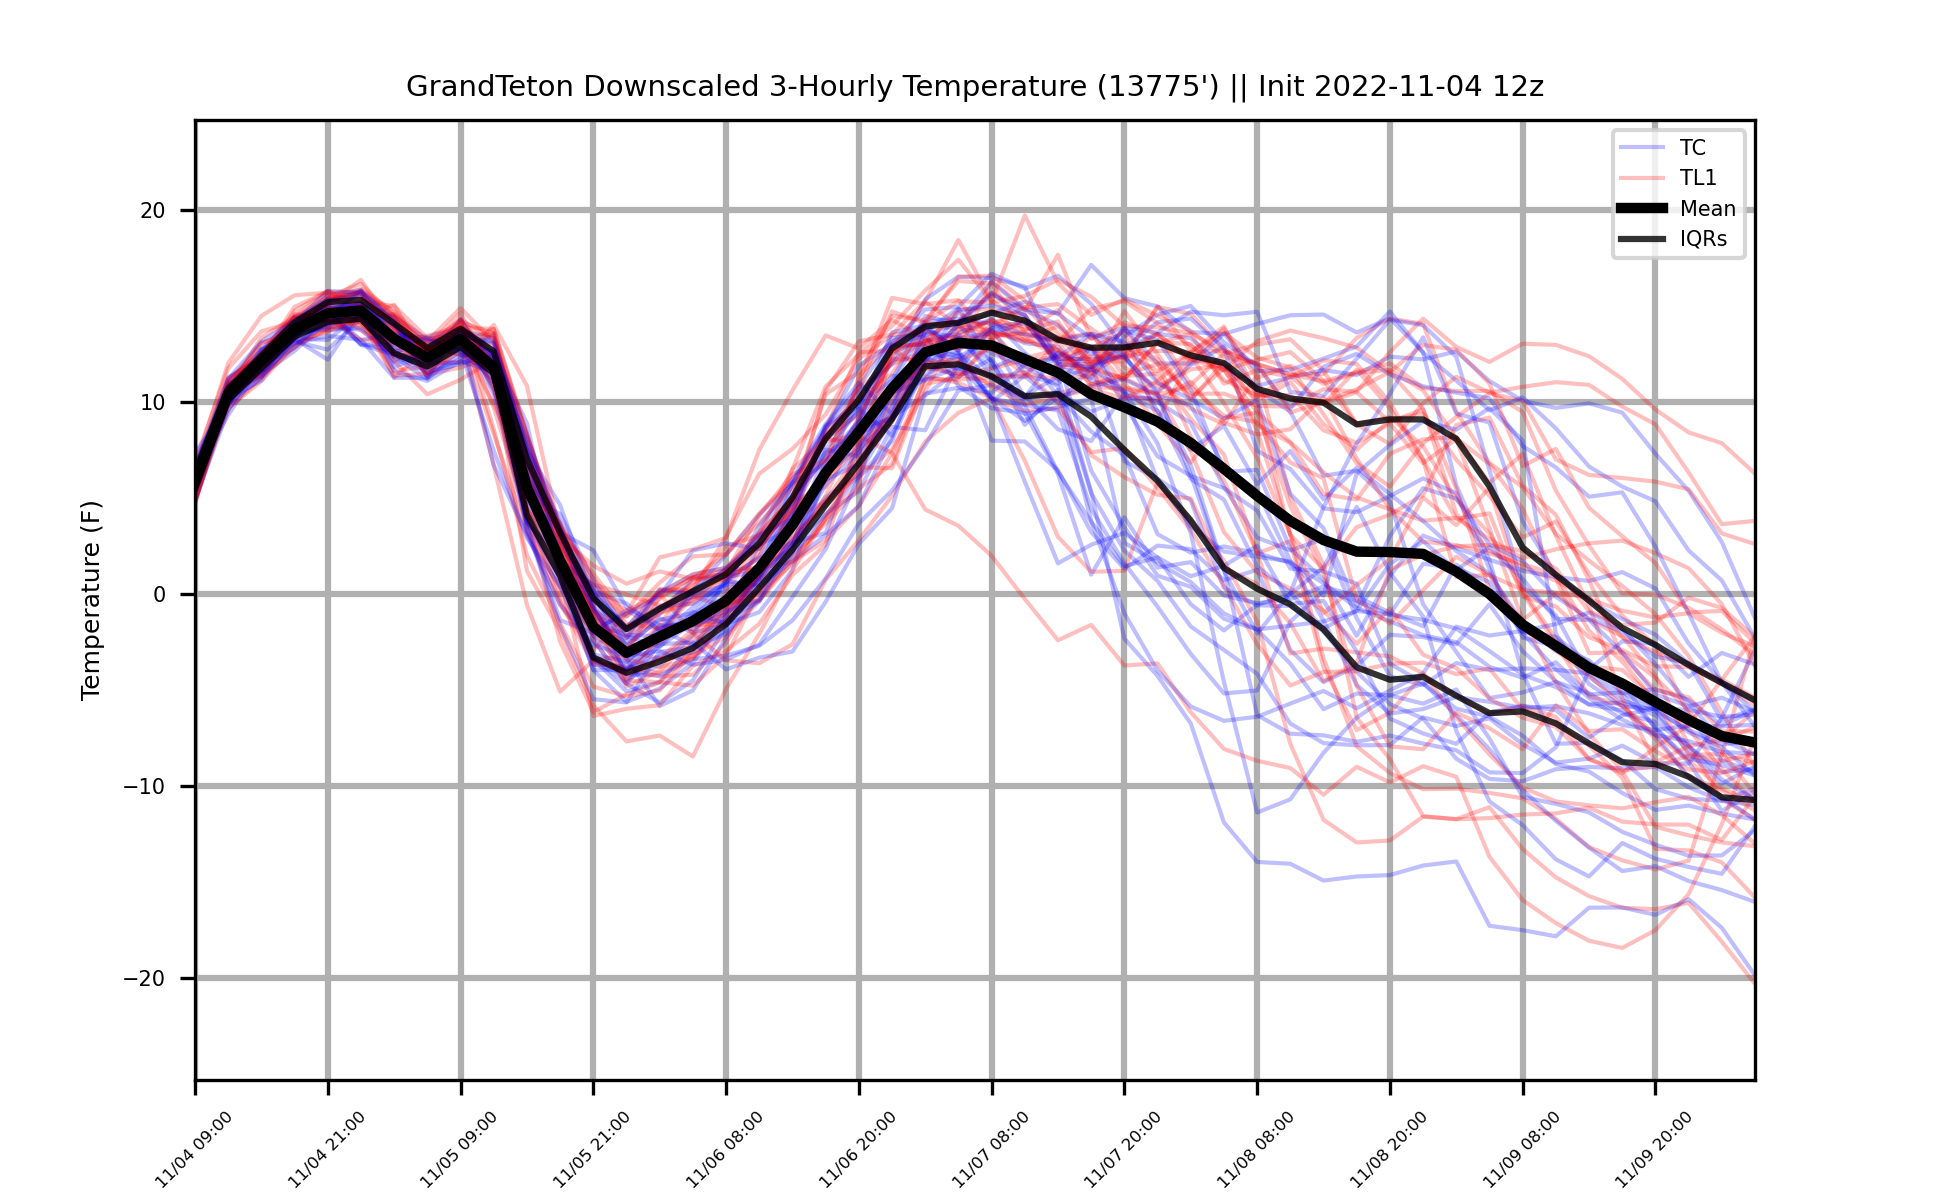 GrandTeton Downscaled 3-Hourly Temperature (13775') || Init 2022-11-04 12z
TC
TL1
Mean
IQRs
Temperature (F)
20
10
0
−10
−20
11/04 09:00
11/04 21:00
11/05 09:00
11/05 21:00
11/06 08:00
11/06 20:00
11/07 08:00
11/07 20:00
11/08 08:00
11/08 20:00
11/09 08:00
11/09 20:00